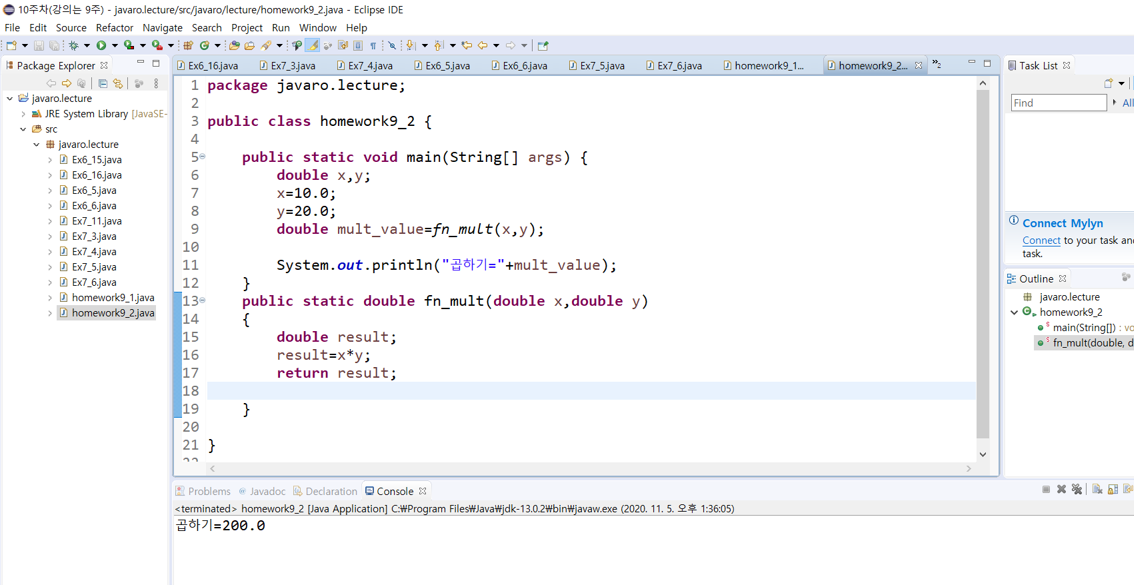 10주차(강의는 9주) - javaro.lecture/src/javaro/lecture/homework9_2.java - Eclipse IDE
File Edit Source Refactor Navigate Search Project Run Window Help
Package Explorer
javaro.lecture
JRE System Library [JavaSE-
src
javaro.lecture
Ex6_15.java
Ex6_16.java
Ex6_5.java
Ex6_6.java
Ex7_11.java
Ex7_3.java
Ex7_4.java
Ex7_5.java
Ex7_6.java
homework9_1.java
homework9_2.java
Ex6_16.java Ex7_3.java Ex7_4.java Ex6_5.java Ex6_6.java Ex7_5.java Ex7_6.java homework9_1... homework9_2... »2
1 package javaro.lecture;
2
3 public class homework9_2 {
4
5 public static void main(String[] args) {
6 double x,y;
7 x=10.0;
8 y=20.0;
9 double mult_value=fn_mult(x,y);
10
11 System.out.println("곱하기="+mult_value);
12 }
13 public static double fn_mult(double x,double y)
14 {
15 double result;
16 result=x*y;
17 return result;
18
19 }
20
21 }
22
Task List
Find All
Connect Mylyn
Connect to your task and
task.
Outline
javaro.lecture
homework9_2
main(String[]) : vo
fn_mult(double, d
Problems Javadoc Declaration Console
<terminated> homework9_2 [Java Application] C:₩Program Files₩Java₩jdk-13.0.2₩bin₩javaw.exe (2020. 11. 5. 오후 1:36:05)
곱하기=200.0